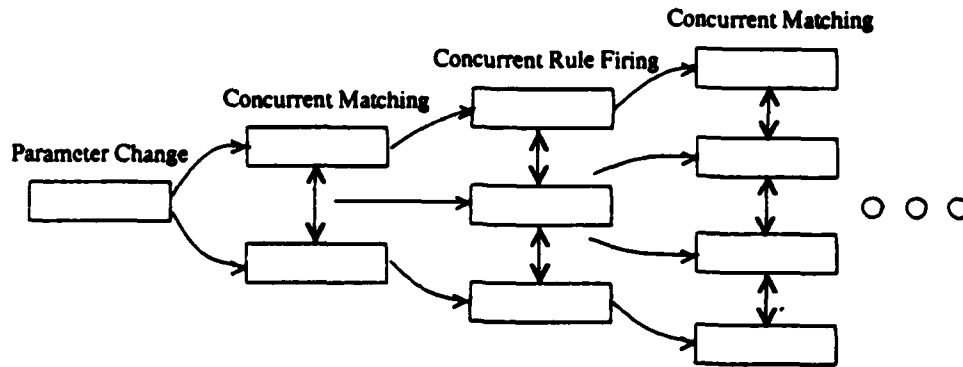 Concurrent Matching
Concurrent Rule Firing
Concurrent Matching
Parameter Change